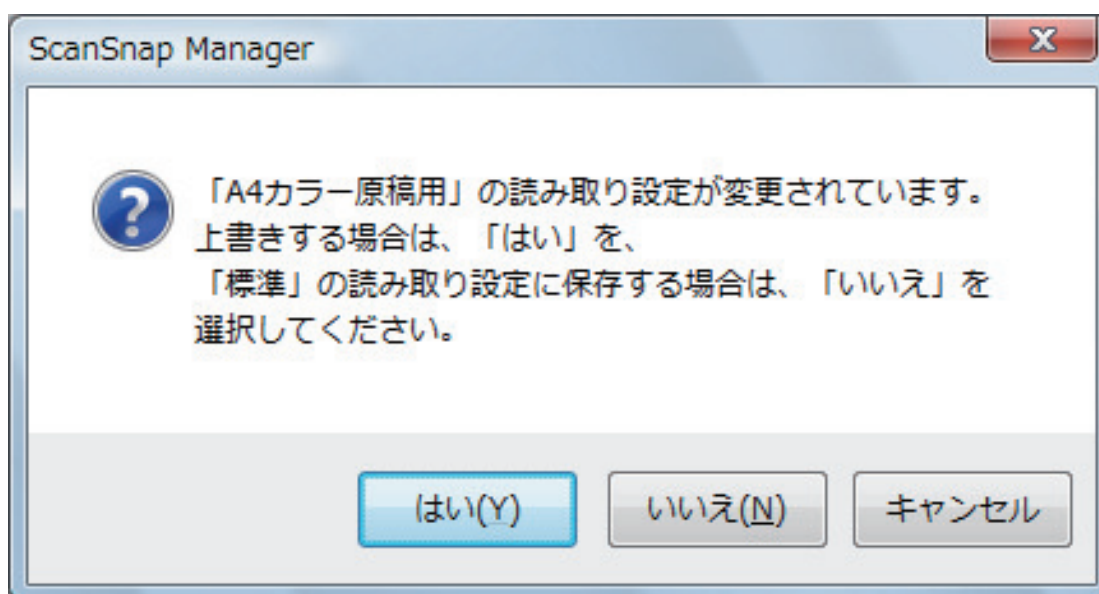 ScanSnap Manager
「A4カラー原稿用」の読み取り設定が変更されています。
上書きする場合は、「はい」を、
「標準」の読み取り設定に保存する場合は、「いいえ」を
選択してください。
はい(Y)
いいえ(N)
キャンセル